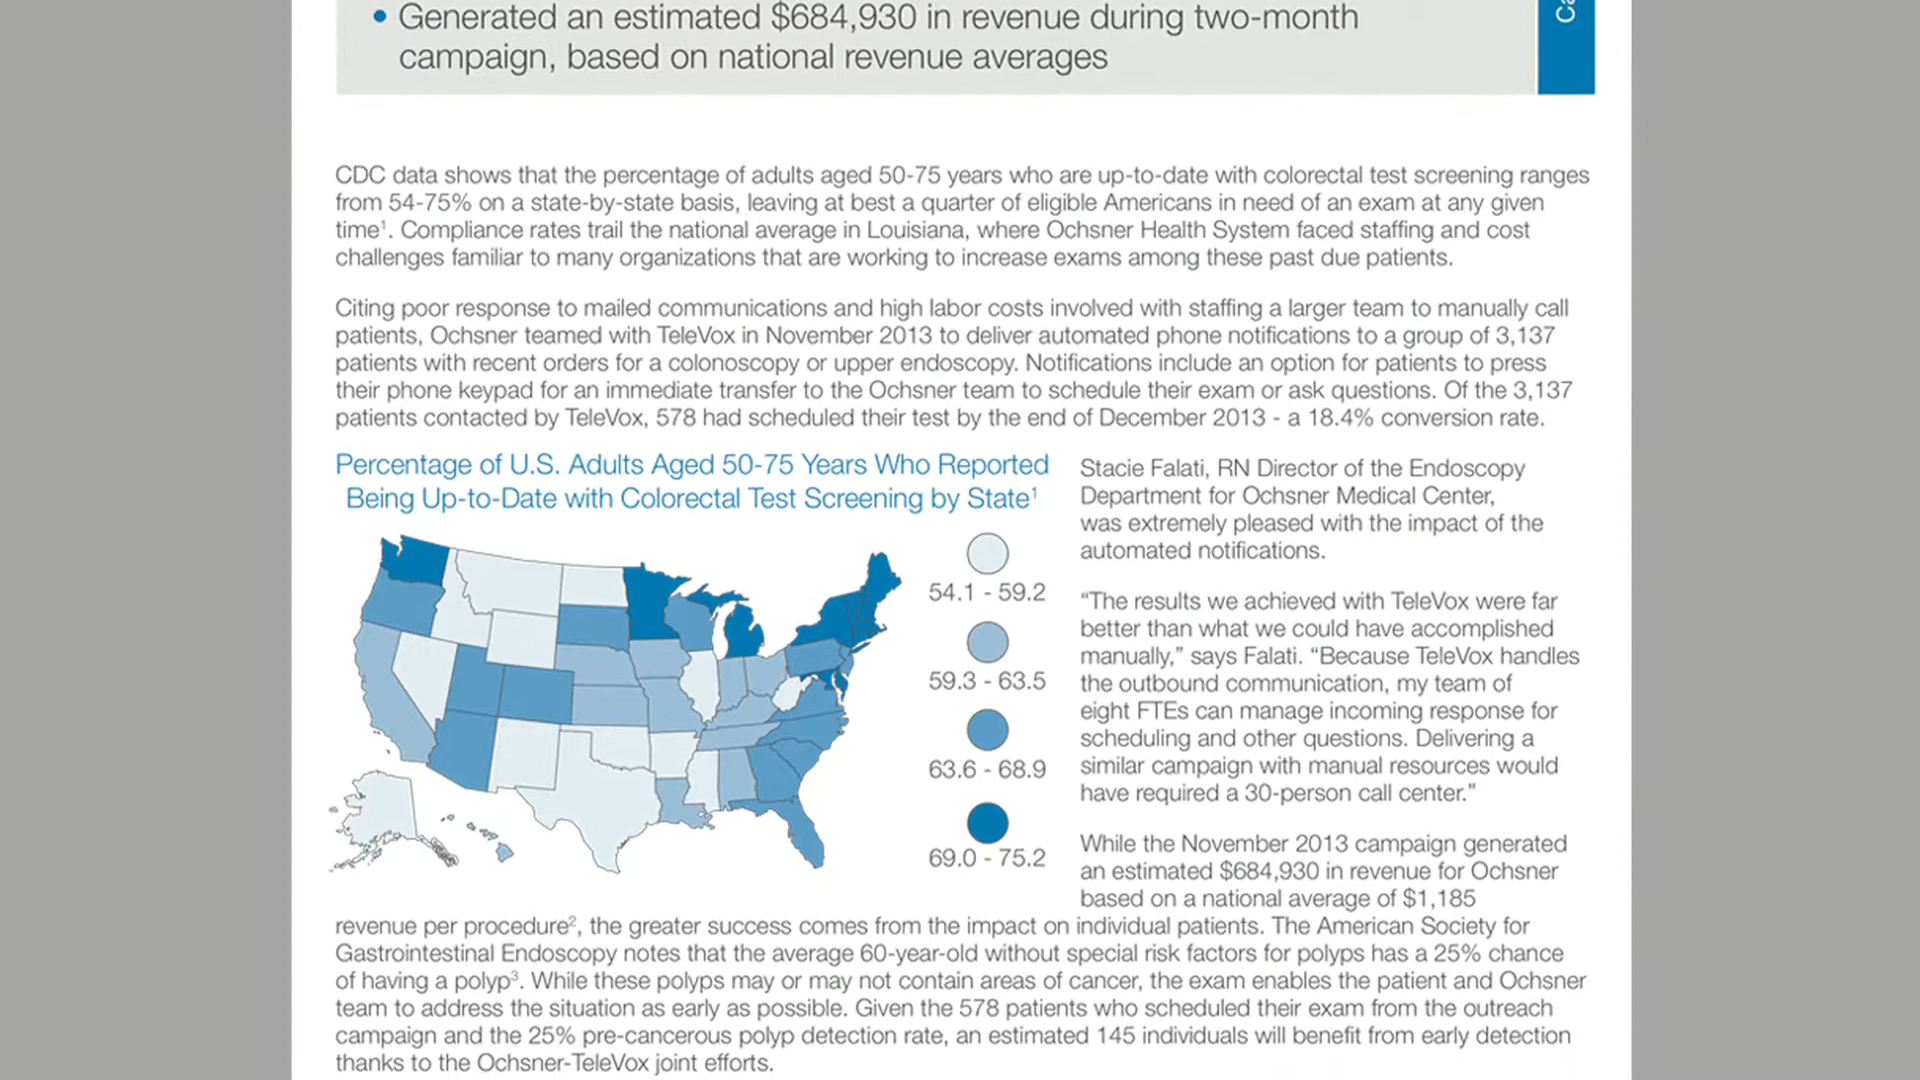 • Generated an estimated $684,930 in revenue during two-month
campaign, based on national revenue averages
CDC data shows that the percentage of adults aged 50-75 years who are up-to-date with colorectal test screening ranges
from 54-75% on a state-by-state basis, leaving at best a quarter of eligible Americans in need of an exam at any given
time¹. Compliance rates trail the national average in Louisiana, where Ochsner Health System faced staffing and cost
challenges familiar to many organizations that are working to increase exams among these past due patients.
Citing poor response to mailed communications and high labor costs involved with staffing a larger team to manually call
patients, Ochsner teamed with TeleVox in November 2013 to deliver automated phone notifications to a group of 3,137
patients with recent orders for a colonoscopy or upper endoscopy. Notifications include an option for patients to press
their phone keypad for an immediate transfer to the Ochsner team to schedule their exam or ask questions. Of the 3,137
patients contacted by TeleVox, 578 had scheduled their test by the end of December 2013 - a 18.4% conversion rate.
Percentage of U.S. Adults Aged 50-75 Years Who Reported
Being Up-to-Date with Colorectal Test Screening by State¹
54.1 - 59.2
59.3 - 63.5
63.6 - 68.9
69.0 - 75.2
Stacie Falati, RN Director of the Endoscopy
Department for Ochsner Medical Center,
was extremely pleased with the impact of the
automated notifications.
“The results we achieved with TeleVox were far
better than what we could have accomplished
manually,” says Falati. “Because TeleVox handles
the outbound communication, my team of
eight FTEs can manage incoming response for
scheduling and other questions. Delivering a
similar campaign with manual resources would
have required a 30-person call center.”
While the November 2013 campaign generated
an estimated $684,930 in revenue for Ochsner
based on a national average of $1,185
revenue per procedure², the greater success comes from the impact on individual patients. The American Society for
Gastrointestinal Endoscopy notes that the average 60-year-old without special risk factors for polyps has a 25% chance
of having a polyp³. While these polyps may or may not contain areas of cancer, the exam enables the patient and Ochsner
team to address the situation as early as possible. Given the 578 patients who scheduled their exam from the outreach
campaign and the 25% pre-cancerous polyp detection rate, an estimated 145 individuals will benefit from early detection
thanks to the Ochsner-TeleVox joint efforts.